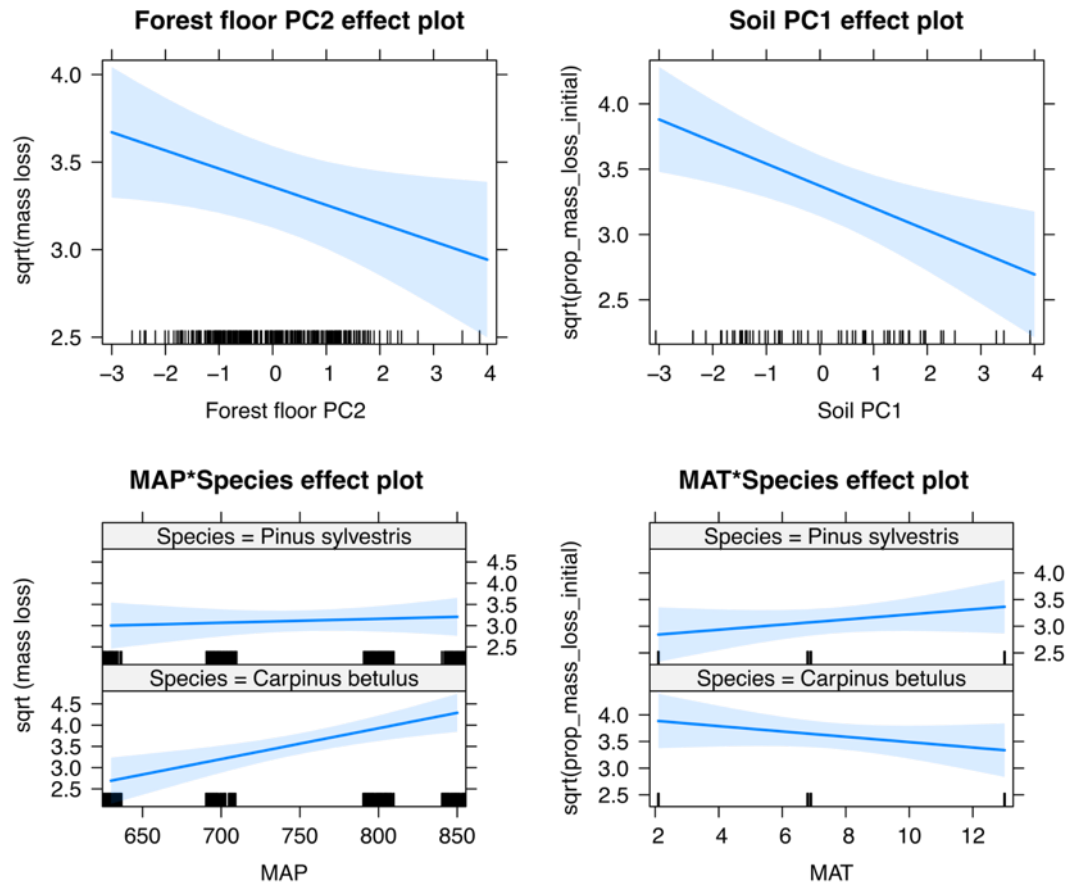 Forest floor PC2 effect plot
sqrt(mass loss)
4.0
3.5
3.0
2.5
−3 −2 −1 0 1 2 3 4
Forest floor PC2
Soil PC1 effect plot
sqrt(prop_mass_loss_initial)
4.0
3.5
3.0
2.5
−3 −2 −1 0 1 2 3 4
Soil PC1
MAP*Species effect plot
sqrt (mass loss)
Species = Pinus sylvestris
4.5
4.0
3.5
3.0
2.5
Species = Carpinus betulus
4.5
4.0
3.5
3.0
2.5
650 700 750 800 850
MAP
MAT*Species effect plot
sqrt(prop_mass_loss_initial)
Species = Pinus sylvestris
4.0
3.5
3.0
2.5
Species = Carpinus betulus
4.0
3.5
3.0
2.5
2 4 6 8 10 12
MAT